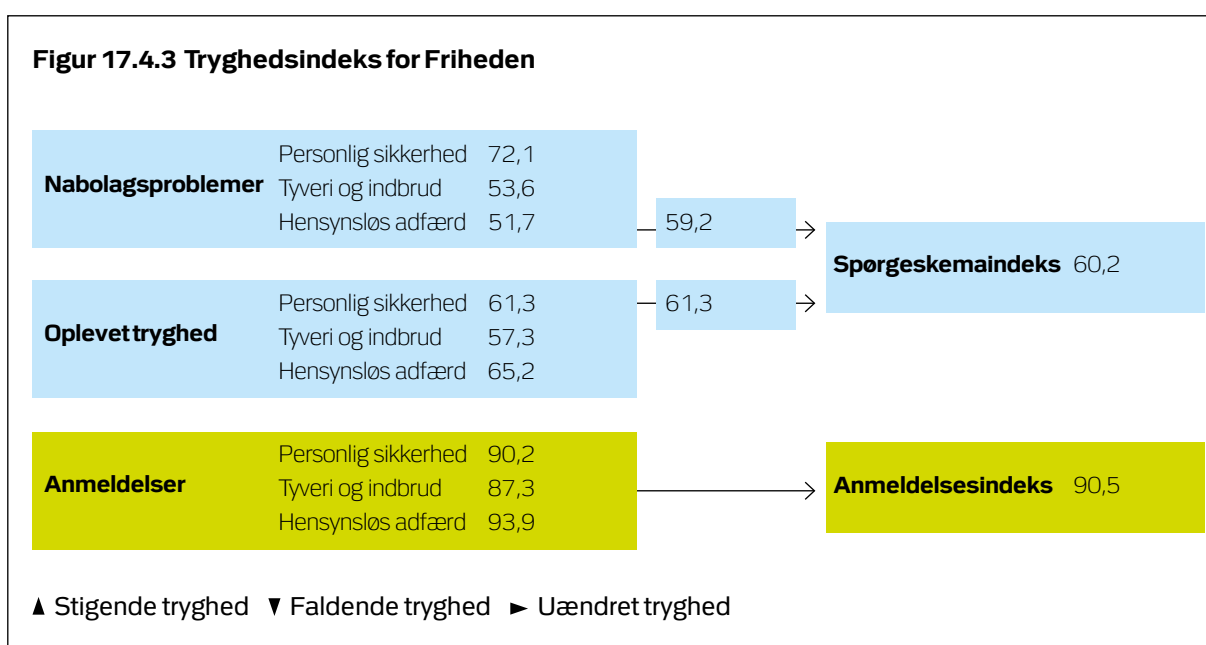 Figur 17.4.3 Tryghedsindeks for Friheden
Nabolagsproblemer
Personlig sikkerhed 72,1
Tyveri og indbrud 53,6
Hensynsløs adfærd 51,7
59,2
Spørgeskemaindeks 60,2
Oplevet tryghed
Personlig sikkerhed 61,3
Tyveri og indbrud 57,3
Hensynsløs adfærd 65,2
61,3
Anmeldelser
Personlig sikkerhed 90,2
Tyveri og indbrud 87,3
Hensynsløs adfærd 93,9
Anmeldelsesindeks 90,5
▲ Stigende tryghed ▼ Faldende tryghed ► Uændret tryghed